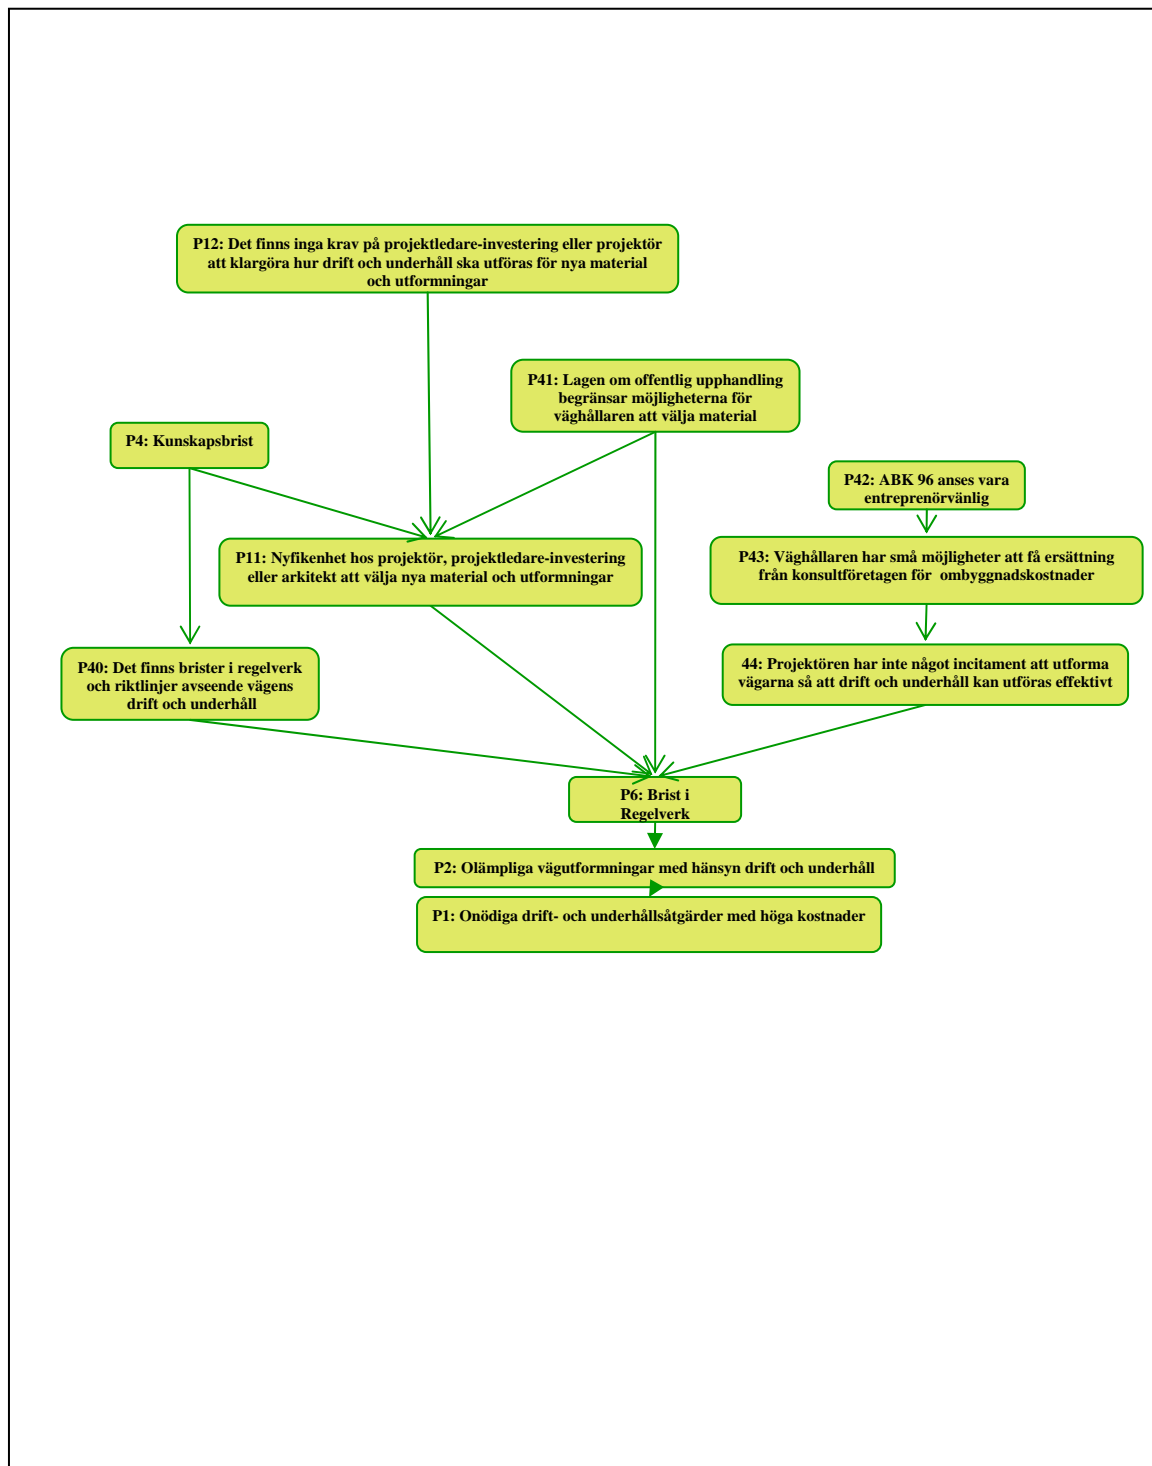 P12: Det finns inga krav på projektledare-investering eller projektör
att klargöra hur drift och underhåll ska utföras för nya material
och utformningar
P41: Lagen om offentlig upphandling
begränsar möjligheterna för
väghållaren att välja material
P4: Kunskapsbrist
P42: ABK 96 anses vara
entreprenörvänlig
P11: Nyfikenhet hos projektör, projektledare-investering
eller arkitekt att välja nya material och utformningar
P43: Väghållaren har små möjligheter att få ersättning
från konsultföretagen för  ombyggnadskostnader
P40: Det finns brister i regelverk
och riktlinjer avseende vägens
drift och underhåll
44: Projektören har inte något incitament att utforma
vägarna så att drift och underhåll kan utföras effektivt
P6: Brist i
Regelverk
P2: Olämpliga vägutformningar med hänsyn drift och underhåll
P1: Onödiga drift- och underhållsåtgärder med höga kostnader